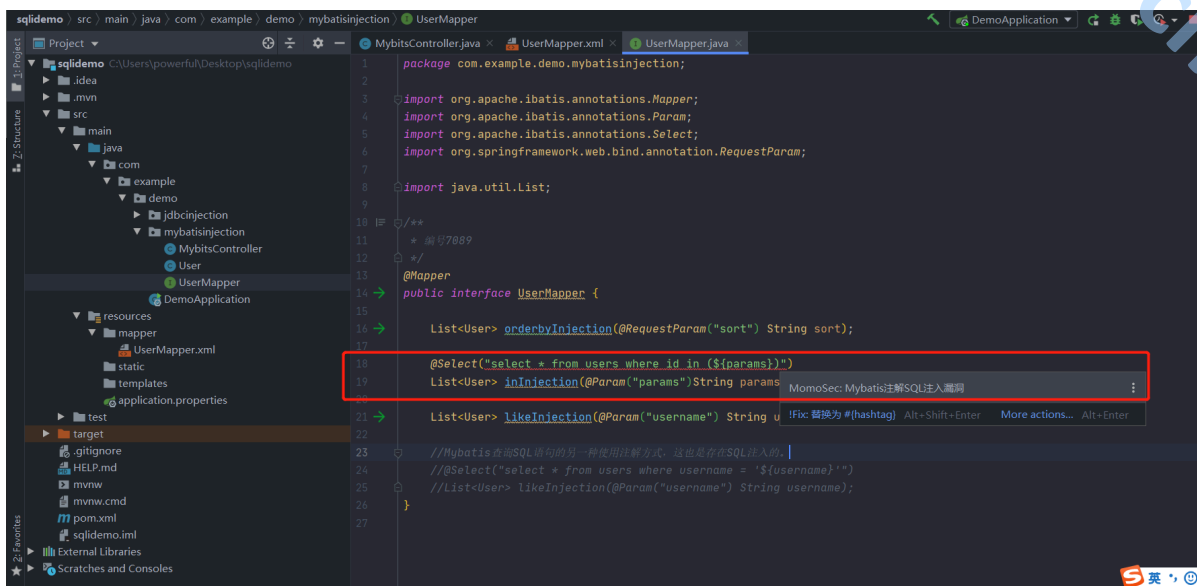 sqlidemo > src > main > java > com > example > demo > mybatisinjection > UserMapper
DemoApplication
Project
MybitsController.java
UserMapper.xml
UserMapper.java
1: Project
Z: Structure
2: Favorites
sqlidemo C:\Users\powerful\Desktop\sqlidemo
.idea
.mvn
src
main
java
com
example
demo
jdbcinjection
mybatisinjection
MybitsController
User
UserMapper
DemoApplication
resources
mapper
UserMapper.xml
static
templates
application.properties
test
target
.gitignore
HELP.md
mvnw
mvnw.cmd
pom.xml
sqlidemo.iml
External Libraries
Scratches and Consoles
1 package com.example.demo.mybatisinjection;
2
3 import org.apache.ibatis.annotations.Mapper;
4 import org.apache.ibatis.annotations.Param;
5 import org.apache.ibatis.annotations.Select;
6 import org.springframework.web.bind.annotation.RequestParam;
7
8 import java.util.List;
9
10 /**
11 * 编号7089
12 */
13 @Mapper
14 public interface UserMapper {
15
16 List<User> orderbyInjection(@RequestParam("sort") String sort);
17
18 @Select("select * from users where id in (${params})")
19 List<User> inInjection(@Param("params")String params
20
21 List<User> likeInjection(@Param("username") String u
22
23 //Mybatis查询SQL语句的另一种使用注解方式，这也是存在SQL注入的.
24 //@Select("select * from users where username = '${username}'")
25 //List<User> likeInjection(@Param("username") String username);
26 }
27
MomoSec: Mybatis注解SQL注入漏洞
!Fix: 替换为 #{hashtag} Alt+Shift+Enter More actions... Alt+Enter
S 英